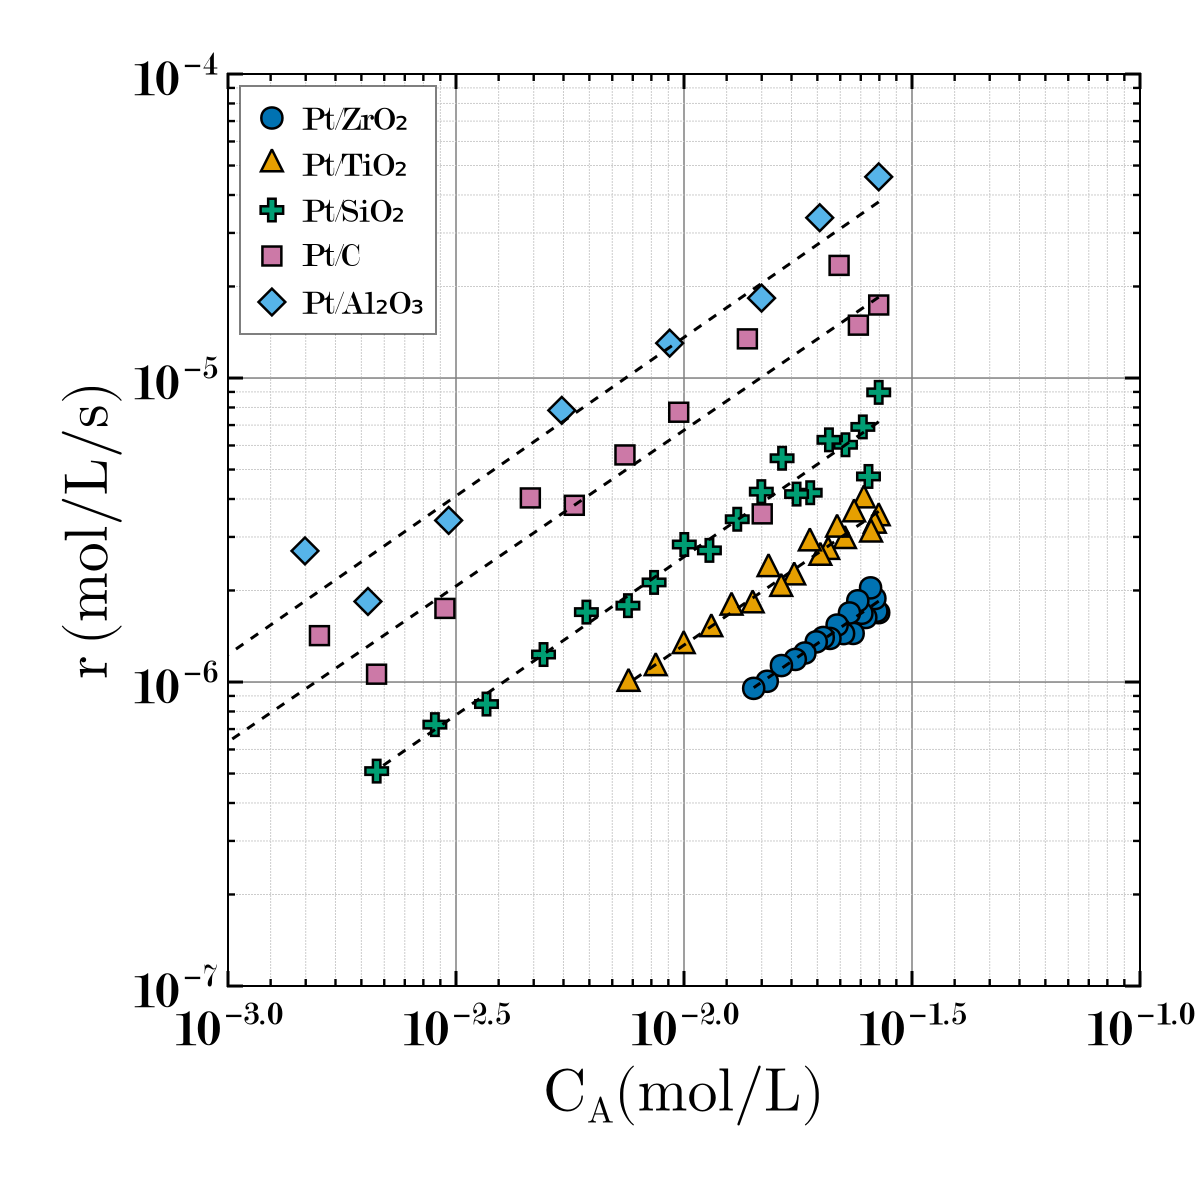 10⁻⁴
10⁻⁵
10⁻⁶
10⁻⁷
r (mol/L/s)
Pt/ZrO₂
Pt/TiO₂
Pt/SiO₂
Pt/C
Pt/Al₂O₃
10⁻³·⁰ 10⁻²·⁵ 10⁻²·⁰ 10⁻¹·⁵ 10⁻¹·⁰
C_A(mol/L)